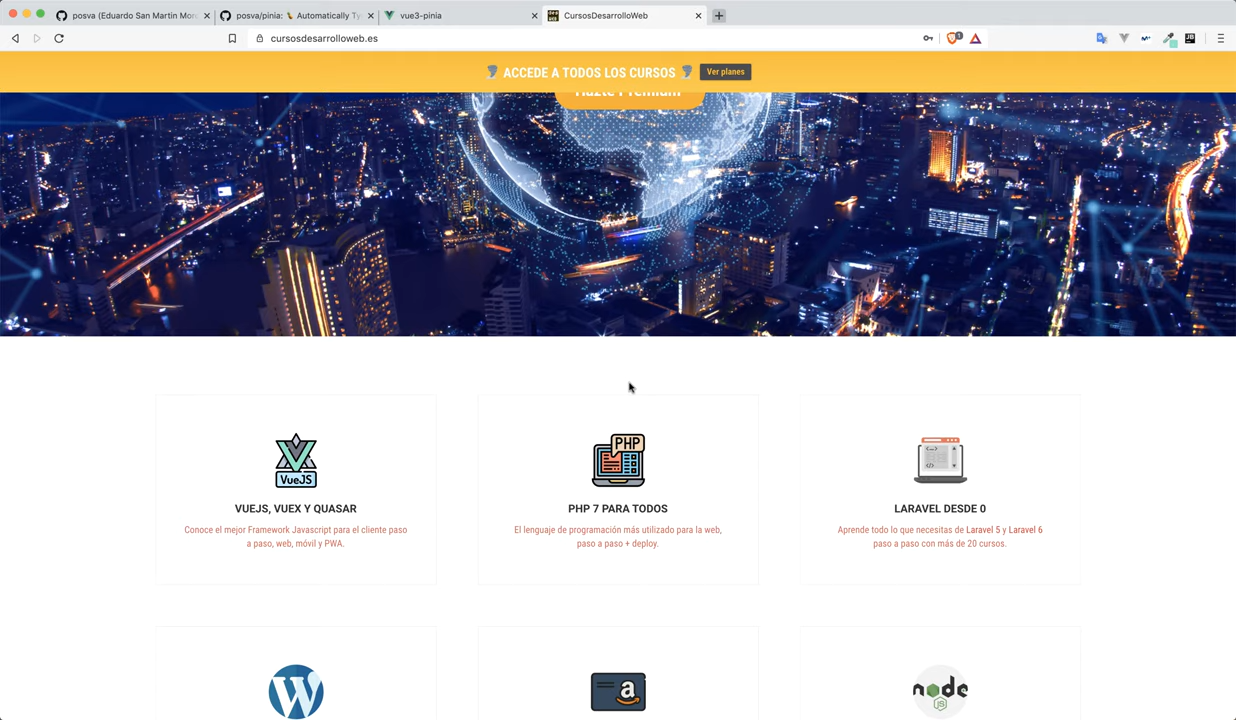 posva (Eduardo San Martin Mor
posva/pinia: 🍍 Automatically Ty
vue3-pinia
CursosDesarrolloWeb
cursosdesarrolloweb.es
ACCEDE A TODOS LOS CURSOS
Ver planes
Hazte Premium
PHP
VueJS
VUEJS, VUEX Y QUASAR
Conoce el mejor Framework Javascript para el cliente paso
a paso, web, móvil y PWA.
PHP 7 PARA TODOS
El lenguaje de programación más utilizado para la web,
paso a paso + deploy.
LARAVEL DESDE 0
Aprende todo lo que necesitas de Laravel 5 y Laravel 6
paso a paso con más de 20 cursos.
node
JS